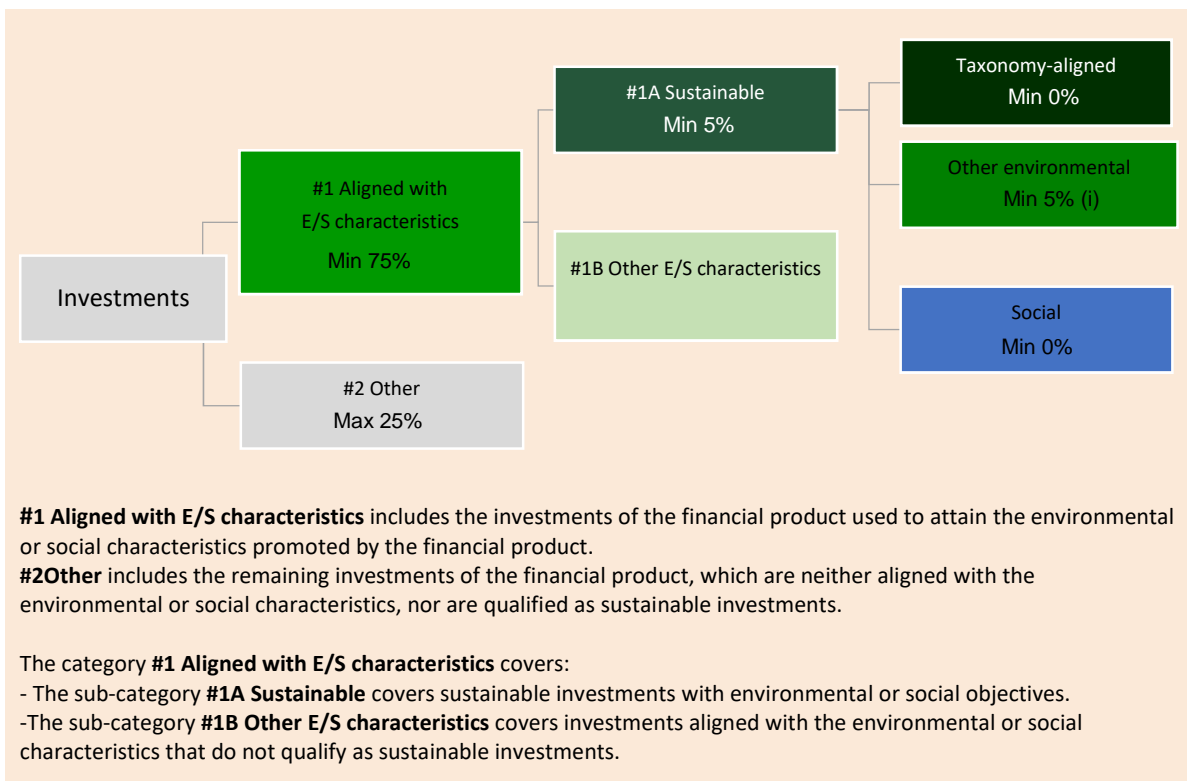 Investments
#1 Aligned with
E/S characteristics
Min 75%
#2 Other
Max 25%
#1A Sustainable
Min 5%
#1B Other E/S characteristics
Taxonomy-aligned
Min 0%
Other environmental
Min 5% (i)
Social
Min 0%
#1 Aligned with E/S characteristics includes the investments of the financial product used to attain the environmental
or social characteristics promoted by the financial product.
#2Other includes the remaining investments of the financial product, which are neither aligned with the
environmental or social characteristics, nor are qualified as sustainable investments.
The category #1 Aligned with E/S characteristics covers:
- The sub-category #1A Sustainable covers sustainable investments with environmental or social objectives.
-The sub-category #1B Other E/S characteristics covers investments aligned with the environmental or social
characteristics that do not qualify as sustainable investments.